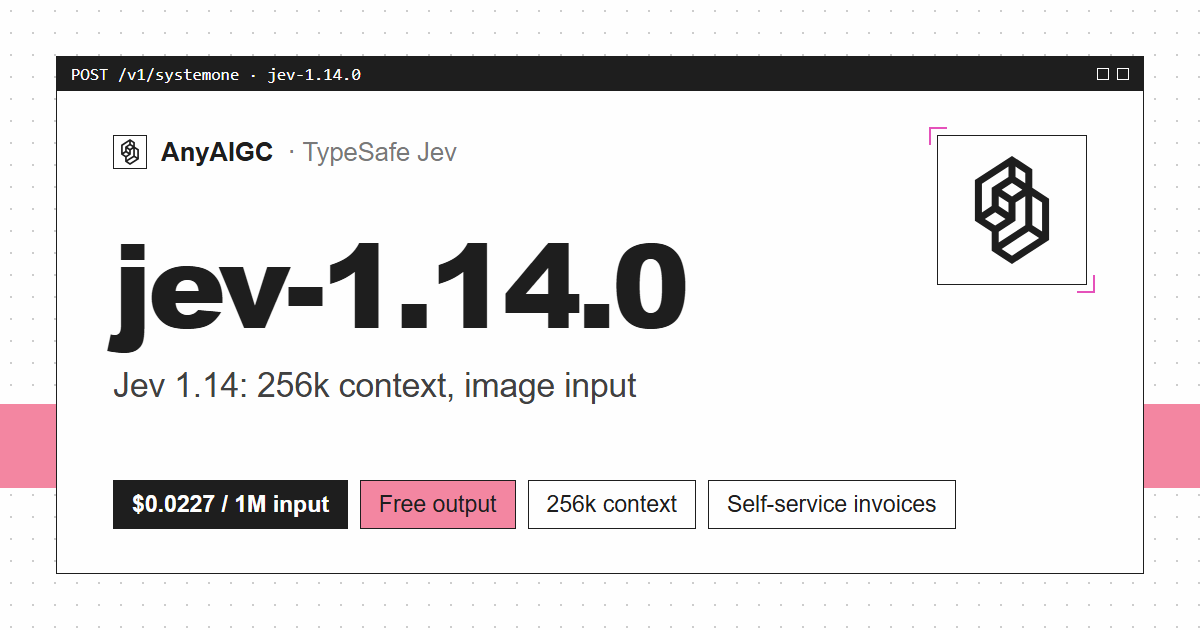 POST /v1/systemone · jev-1.14.0
AnyAIGC · TypeSafe Jev
jev-1.14.0
Jev 1.14: 256k context, image input
$0.0227 / 1M input
Free output
256k context
Self-service invoices